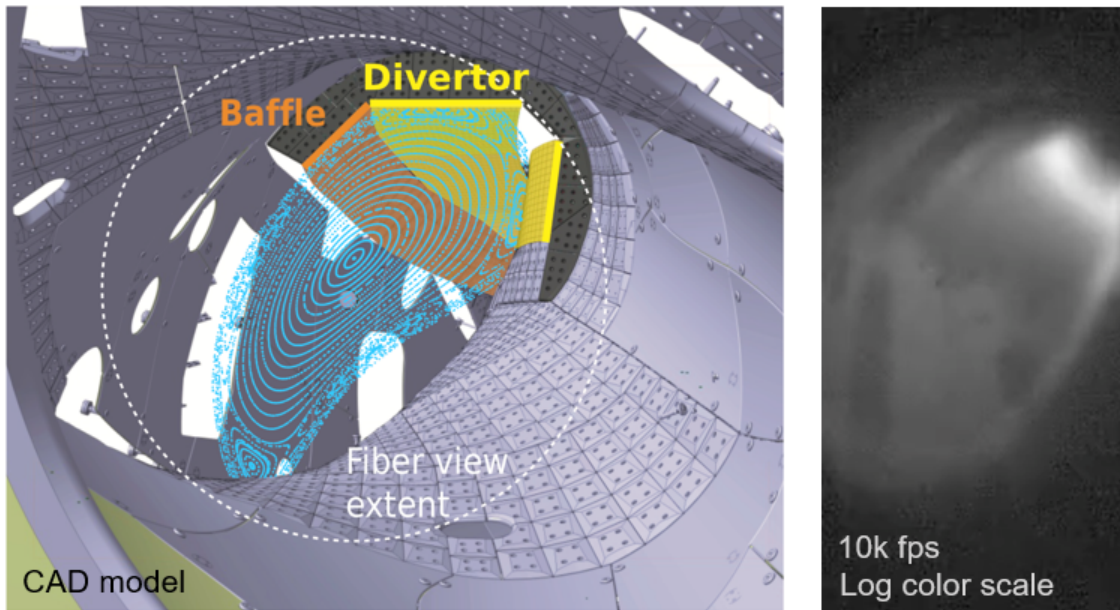 Divertor
Baffle
Fiber view
extent
CAD model
10k fps
Log color scale